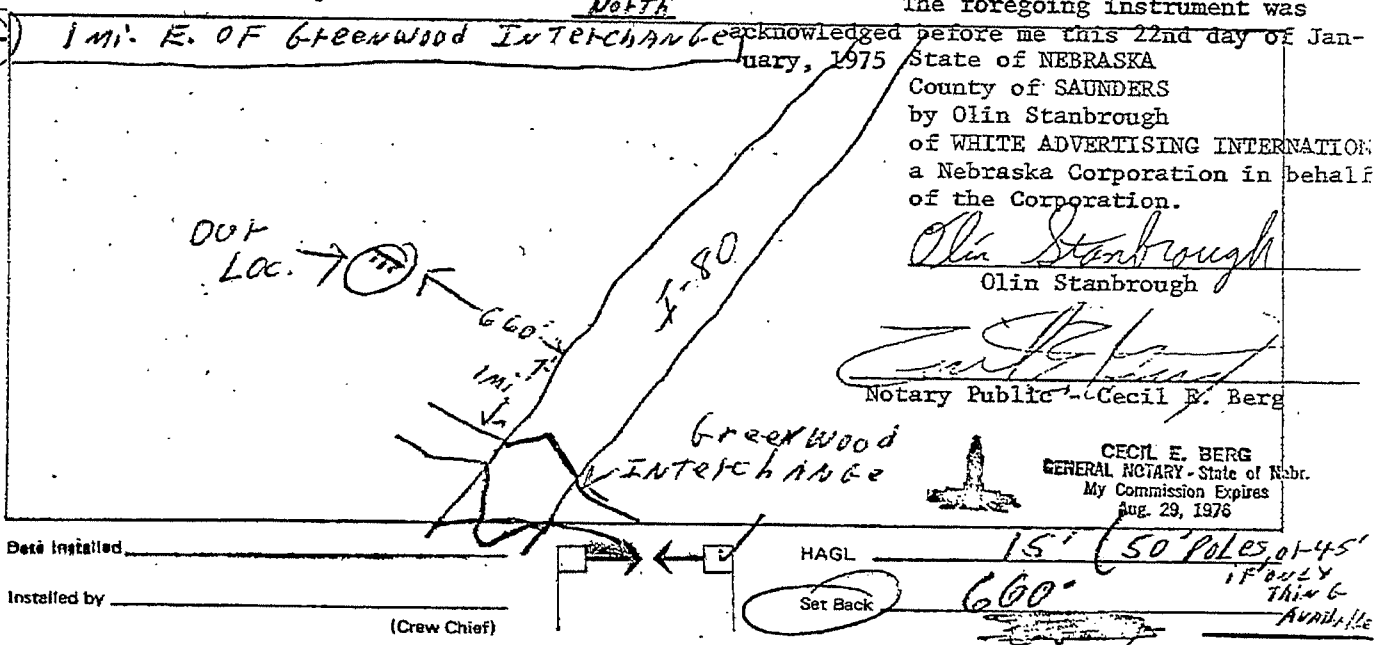 North
1 Mi. E. OF Greenwood INTERCHANGE
The foregoing instrument was
acknowledged before me this 22nd day of Jan-
uary, 1975 State of NEBRASKA
County of SAUNDERS
by Olin Stanbrough
of WHITE ADVERTISING INTERNATION
a Nebraska Corporation in behalf
of the Corporation.
Olin Stanbrough
Olin Stanbrough
Notary Public - Cecil E. Berg
CECIL E. BERG
GENERAL NOTARY - State of Nebr.
My Commission Expires
Aug. 29, 1976
OUR
LOC.
660'
1 Mi.
I-80
Greenwood
INTERCHANGE
Date Installed
Installed by
(Crew Chief)
HAGL 15' (50' Poles, or 45'
IF ONLY
THING
AVAILABLE
Set Back 660'